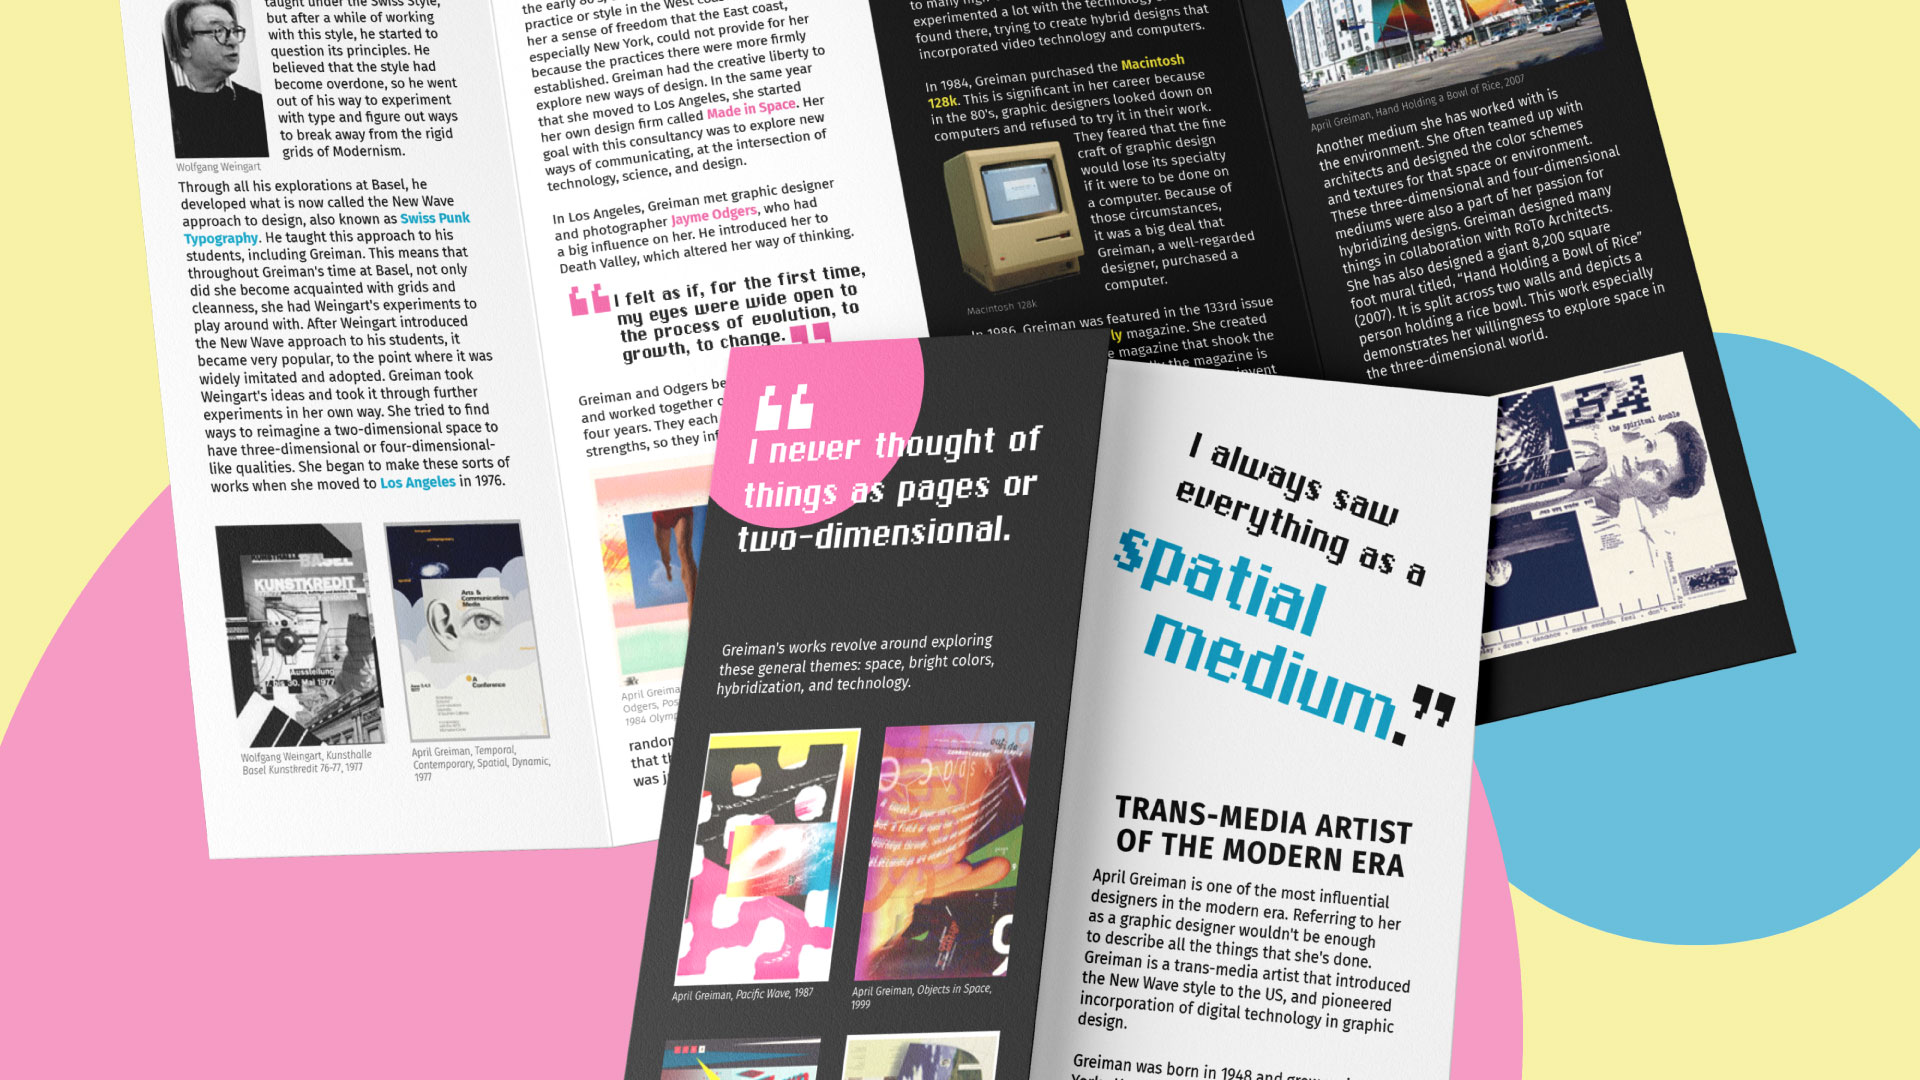 taught under the Swiss Style,
but after a while of working
with this style, he started to
question its principles. He
believed that the style had
become overdone, so he went
out of his way to experiment
with type and figure out ways
to break away from the rigid
grids of Modernism.
Wolfgang Weingart
Through all his explorations at Basel, he
developed what is now called the New Wave
approach to design, also known as Swiss Punk
Typography. He taught this approach to his
students, including Greiman. This means that
throughout Greiman's time at Basel, not only
did she become acquainted with grids and
cleanness, she had Weingart's experiments to
play around with. After Weingart introduced
the New Wave approach to his students, it
became very popular, to the point where it was
widely imitated and adopted. Greiman took
Weingart's ideas and took it through further
experiments in her own way. She tried to find
ways to reimagine a two-dimensional space to
have three-dimensional or four-dimensional-
like qualities. She began to make these sorts of
works when she moved to Los Angeles in 1976.
KUNSTHALLE
BASEL
KUNSTKREDIT
Ausstellung
30. Mai 1977
Wolfgang Weingart, Kunsthalle
Basel Kunstkredit 76-77, 1977
Arts &
Communications
Media
A
Conference
April Greiman, Temporal,
Contemporary, Spatial, Dynamic,
1977
the early 80's,
practice or style in the West
her a sense of freedom that the East coast,
especially New York, could not provide for her
because the practices there were more firmly
established. Greiman had the creative liberty to
explore new ways of design. In the same year
that she moved to Los Angeles, she started
her own design firm called Made in Space. Her
goal with this consultancy was to explore new
ways of communicating, at the intersection of
technology, science, and design.
In Los Angeles, Greiman met graphic designer
and photographer Jayme Odgers, who had
a big influence on her. He introduced her to
Death Valley, which altered her way of thinking.
“I felt as if, for the first time,
my eyes were wide open to
the process of evolution, to
growth, to change.”
Greiman and Odgers be
and worked together
four years. They each
strengths, so they inf
April Greima
Odgers, Pos
1984 Olymp
random
that th
was j
to many
experimented a lot with the technology
found there, trying to create hybrid designs that
incorporated video technology and computers.
In 1984, Greiman purchased the Macintosh
128k. This is significant in her career because
in the 80's, graphic designers looked down on
computers and refused to try it in their work.
They feared that the fine
craft of graphic design
would lose its specialty
if it were to be done on
a computer. Because of
those circumstances,
it was a big deal that
Greiman, a well-regarded
designer, purchased a
computer.
Macintosh 128k
In 1986, Greiman was featured in the 133rd issue
ly magazine. She created
e magazine that shook the
the magazine is
invent
April Greiman, Hand Holding a Bowl of Rice, 2007
Another medium she has worked with is
the environment. She often teamed up with
architects and designed the color schemes
and textures for that space or environment.
These three-dimensional and four-dimensional
mediums were also a part of her passion for
hybridizing designs. Greiman designed many
things in collaboration with RoTo Architects.
She has also designed a giant 8,200 square
foot mural titled, “Hand Holding a Bowl of Rice”
(2007). It is split across two walls and depicts a
person holding a rice bowl. This work especially
demonstrates her willingness to explore space in
the three-dimensional world.
the spiritual double
“
I never thought of
things as pages or
two-dimensional.
Greiman's works revolve around exploring
these general themes: space, bright colors,
hybridization, and technology.
Pacific Wave
April Greiman, Pacific Wave, 1987
April Greiman, Objects in Space,
1999
I always saw
everything as a
spatial
medium.”
TRANS-MEDIA ARTIST
OF THE MODERN ERA
April Greiman is one of the most influential
designers in the modern era. Referring to her
as a graphic designer wouldn't be enough
to describe all the things that she's done.
Greiman is a trans-media artist that introduced
the New Wave style to the US, and pioneered
incorporation of digital technology in graphic
design.
Greiman was born in 1948 and